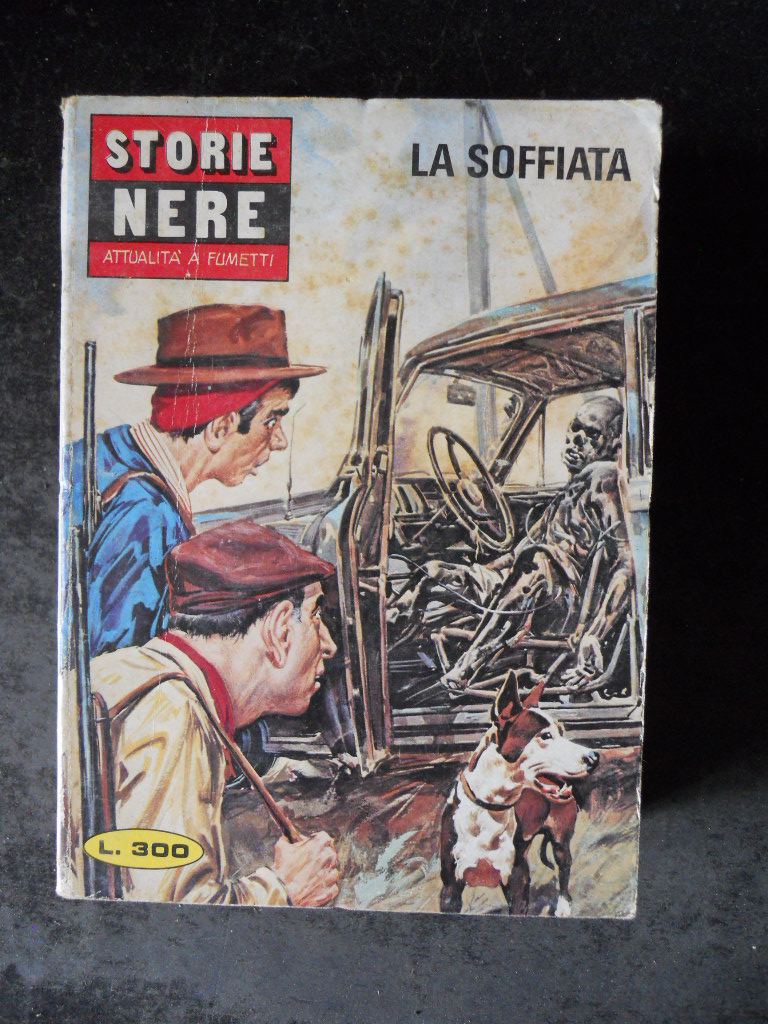 STORIE
NERE
ATTUALITÀ A FUMETTI
LA SOFFIATA
L. 300